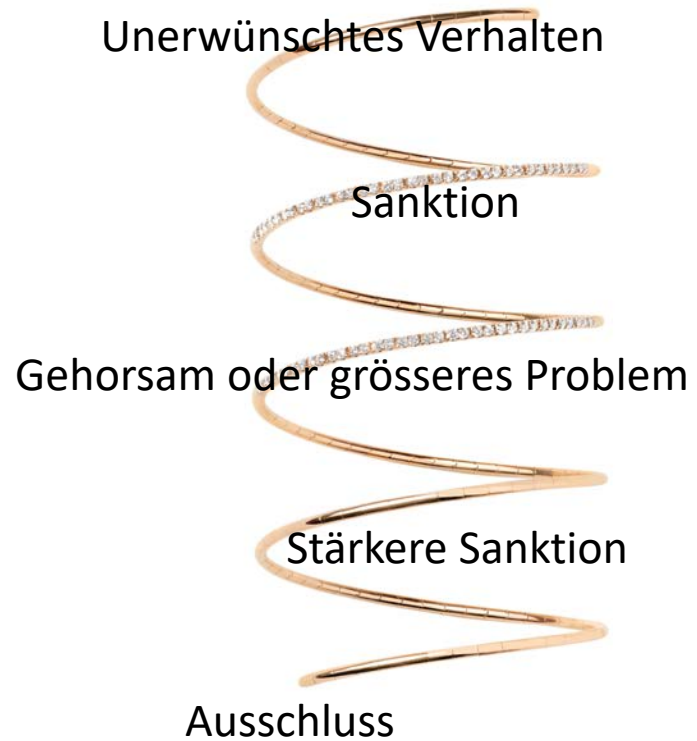 Unerwünschtes Verhalten
Sanktion
Gehorsam oder grösseres Problem
Stärkere Sanktion
Ausschluss